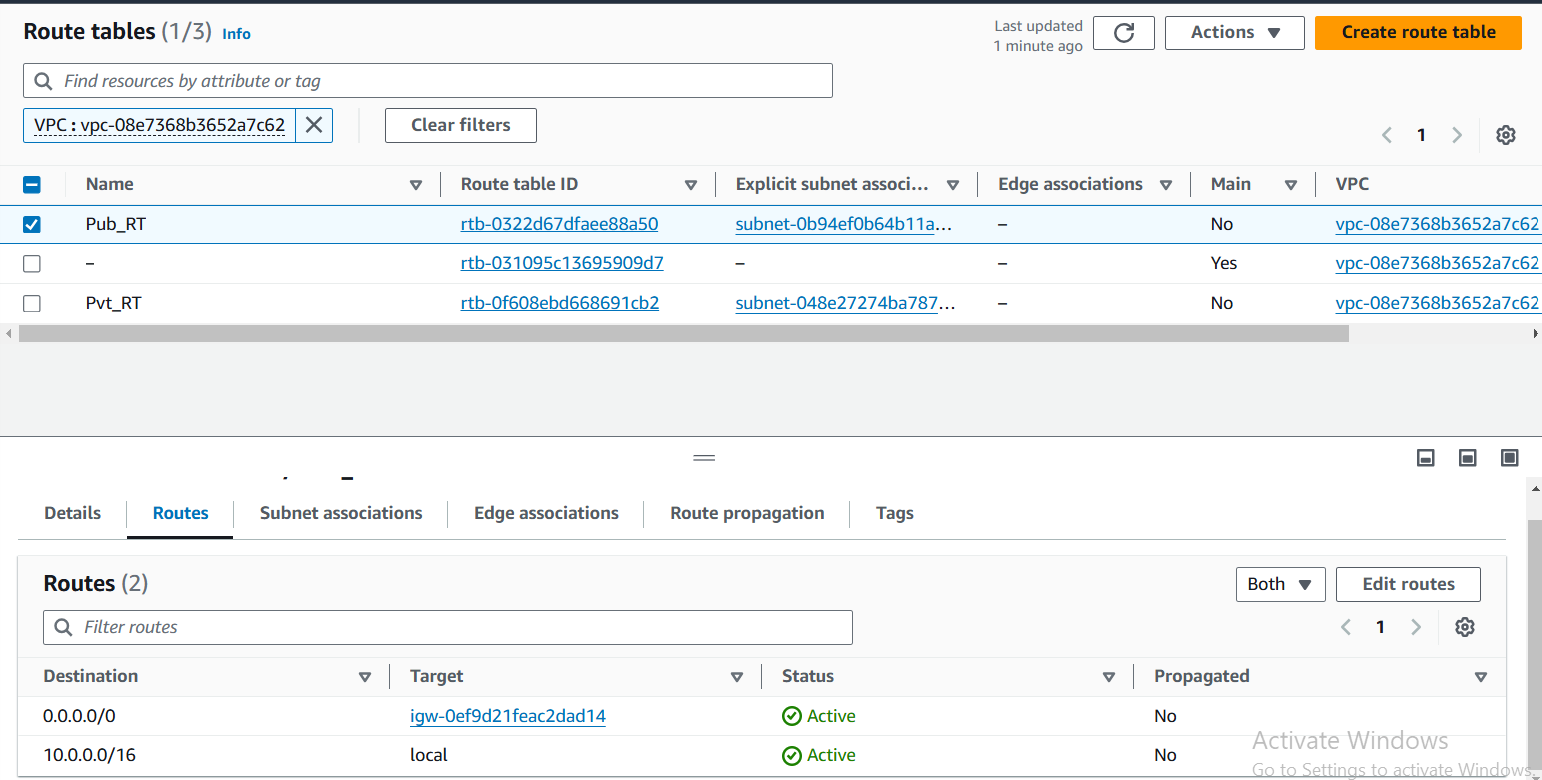 Route tables (1/3) Info
Last updated
1 minute ago
Actions
Create route table
Find resources by attribute or tag
VPC : vpc-08e7368b3652a7c62
Clear filters
1
Name Route table ID Explicit subnet associ... Edge associations Main VPC
Pub_RT rtb-0322d67dfaee88a50 subnet-0b94ef0b64b11a... – No vpc-08e7368b3652a7c62
– rtb-031095c13695909d7 – – Yes vpc-08e7368b3652a7c62
Pvt_RT rtb-0f608ebd668691cb2 subnet-048e27274ba787... – No vpc-08e7368b3652a7c62
Details Routes Subnet associations Edge associations Route propagation Tags
Routes (2)
Both
Edit routes
Filter routes
1
Destination Target Status Propagated
0.0.0.0/0 igw-0ef9d21feac2dad14 Active No
10.0.0.0/16 local Active No
Activate Windows
Go to Settings to activate Windows.